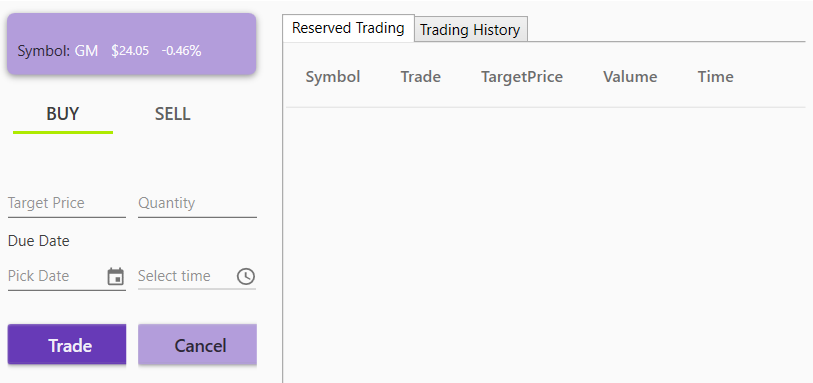 Symbol: GM $24.05 -0.46%
BUY SELL
Target Price Quantity
Due Date
Pick Date Select time
Trade Cancel
Reserved Trading Trading History
Symbol Trade TargetPrice Valume Time